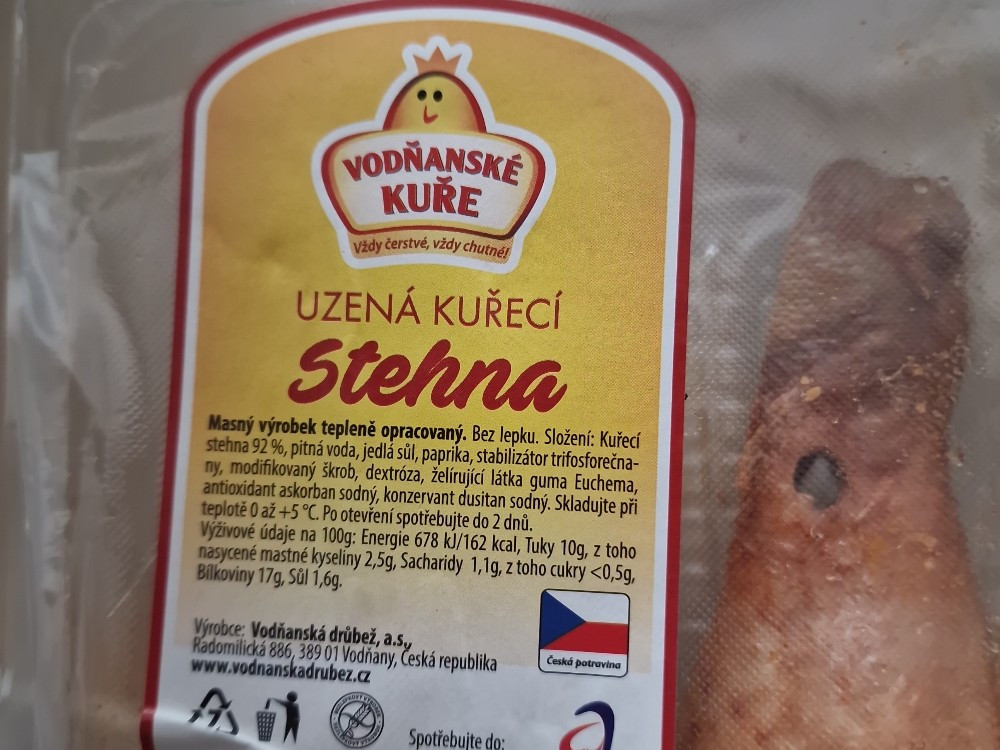 VODŇANSKÉ
KUŘE
Vždy čerstvé, vždy chutné!
UZENÁ KUŘECÍ
Stehna
Masný výrobek tepleně opracovaný. Bez lepku. Složení: Kuřecí
stehna 92 %, pitná voda, jedlá sůl, paprika, stabilizátor trifosforečna-
ny, modifikovaný škrob, dextróza, želírující látka guma Euchema,
antioxidant askorban sodný, konzervant dusitan sodný. Skladujte při
teplotě 0 až +5 °C. Po otevření spotřebujte do 2 dnů.
Výživové údaje na 100g: Energie 678 kJ/162 kcal, Tuky 10g, z toho
nasycené mastné kyseliny 2,5g, Sacharidy 1,1g, z toho cukry <0,5g,
Bílkoviny 17g, Sůl 1,6g.
Výrobce: Vodňanská drůbež, a.s.,
Radomilická 886, 389 01 Vodňany, Česká republika
www.vodnanskadrubez.cz
Česká potravina
Spotřebujte do: